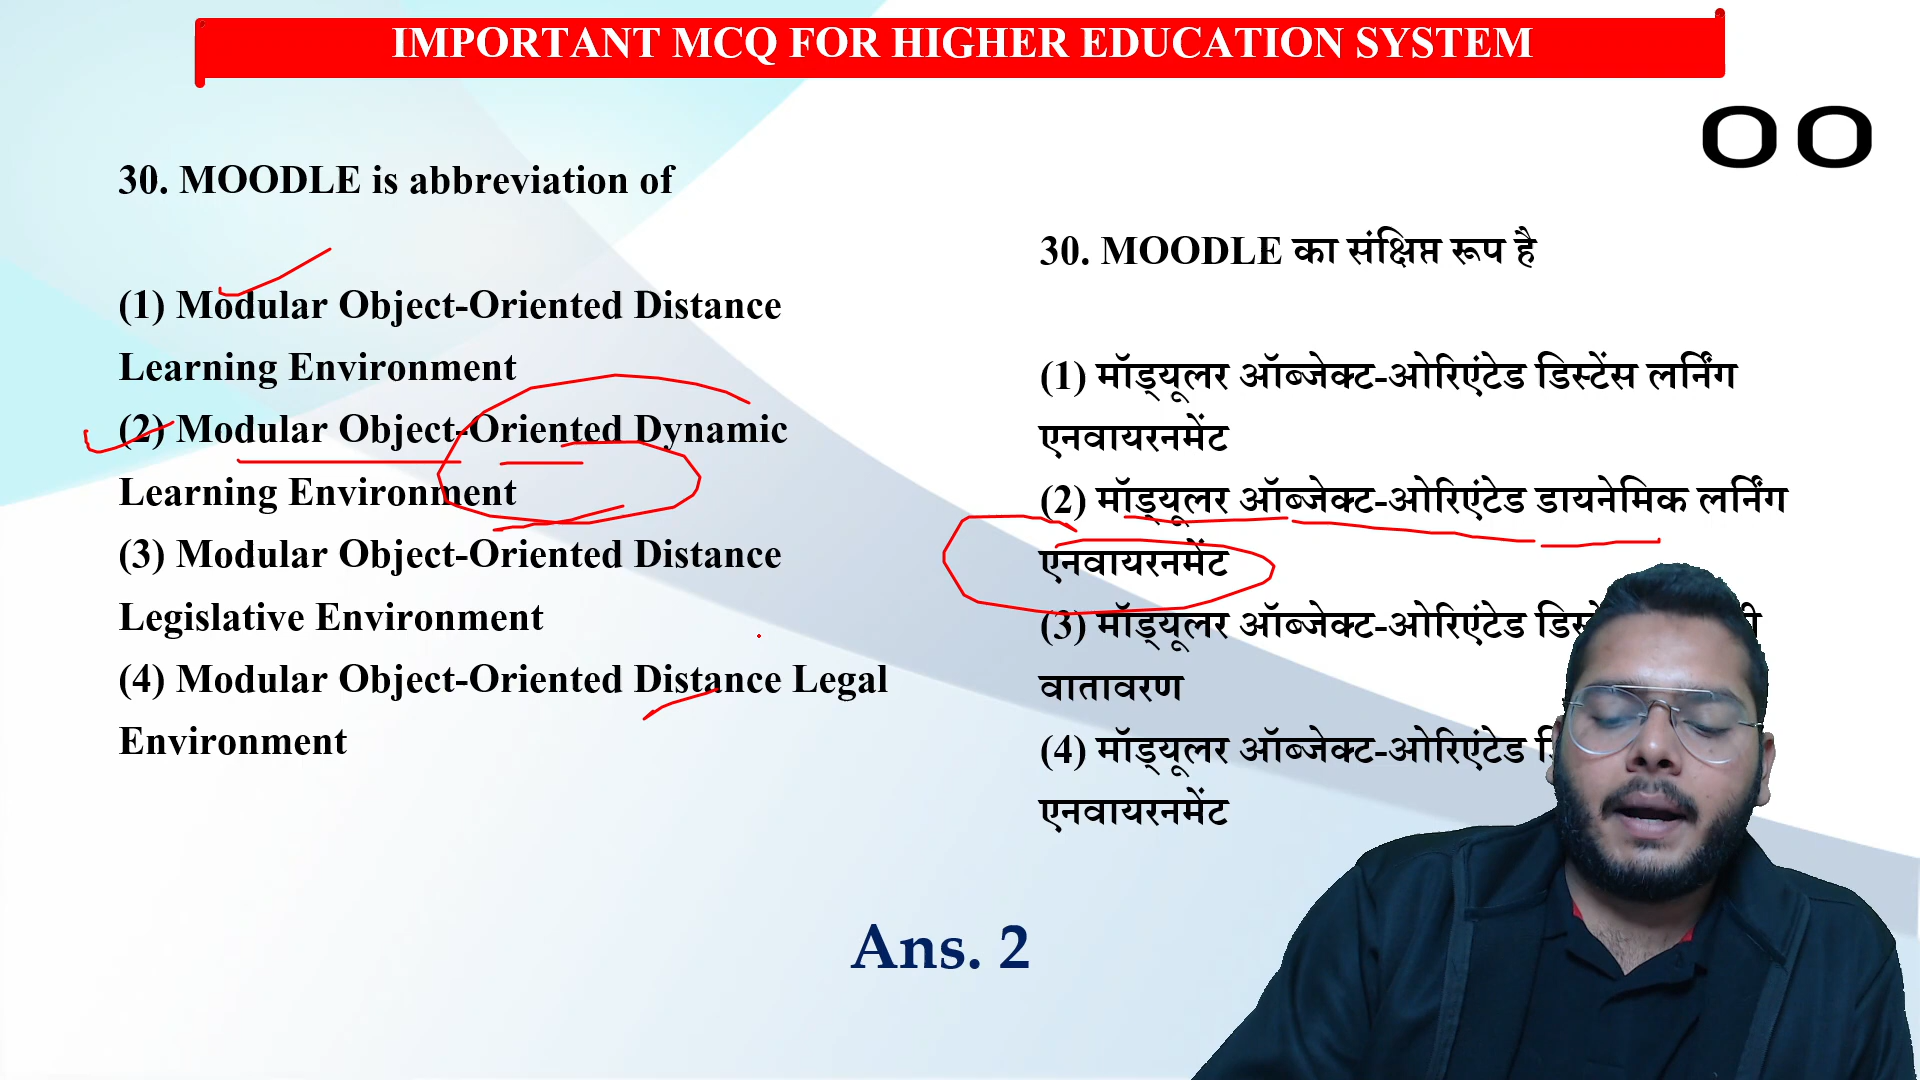 IMPORTANT MCQ FOR HIGHER EDUCATION SYSTEM
00
30. MOODLE is abbreviation of
(1) Modular Object-Oriented Distance
Learning Environment
(2) Modular Object-Oriented Dynamic
Learning Environment
(3) Modular Object-Oriented Distance
Legislative Environment
(4) Modular Object-Oriented Distance Legal
Environment
30. MOODLE का संक्षिप्त रूप है
(1) मॉड्यूलर ऑब्जेक्ट-ओरिएंटेड डिस्टेंस लर्निंग
एनवायरनमेंट
(2) मॉड्यूलर ऑब्जेक्ट-ओरिएंटेड डायनेमिक लर्निंग
एनवायरनमेंट
(3) मॉड्यूलर ऑब्जेक्ट-ओरिएंटेड
वातावरण
(4) मॉड्यूलर ऑब्जेक्ट-ओरिएंटेड
एनवायरनमेंट
Ans. 2